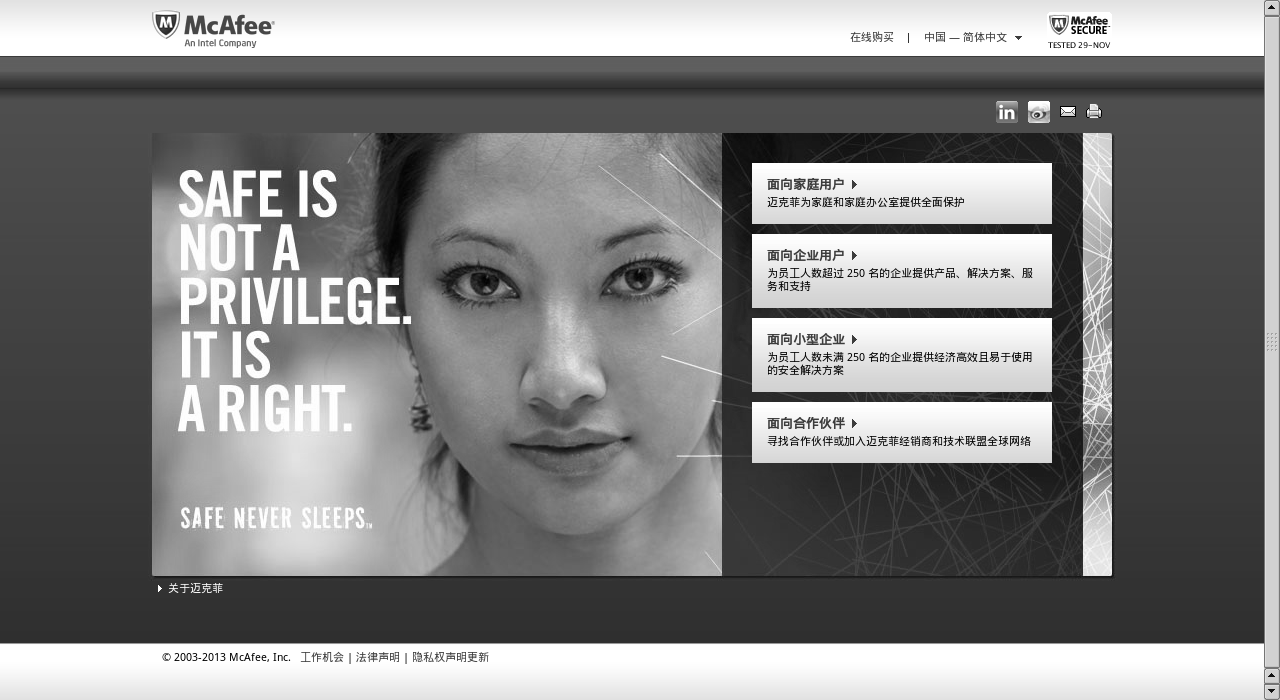 McAfee®
An Intel Company
在线购买 | 中国 — 简体中文
McAfee
SECURE™
TESTED 29-NOV
in
SAFE IS
NOT A
PRIVILEGE.
IT IS
A RIGHT.
SAFE NEVER SLEEPS™
面向家庭用户
迈克菲为家庭和家庭办公室提供全面保护
面向企业用户
为员工人数超过 250 名的企业提供产品、解决方案、服
务和支持
面向小型企业
为员工人数未满 250 名的企业提供经济高效且易于使用
的安全解决方案
面向合作伙伴
寻找合作伙伴或加入迈克菲经销商和技术联盟全球网络
关于迈克菲
© 2003-2013 McAfee, Inc. 工作机会 | 法律声明 | 隐私权声明更新